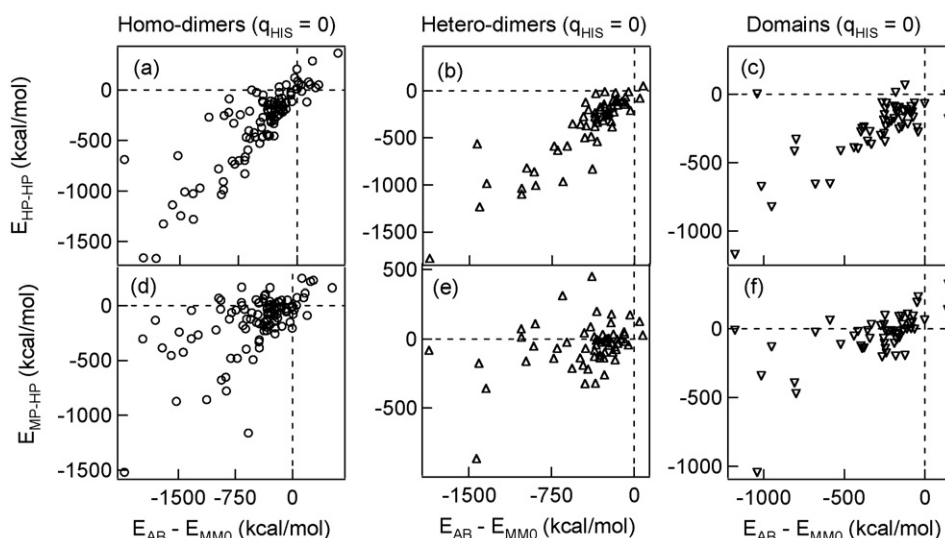 Homo-dimers (qHIS = 0) Hetero-dimers (qHIS = 0) Domains (qHIS = 0)
(a) (b) (c)
0 0 0
-500 -500 -500
-1000 -1000 -1000
-1500 -1500
EHP-HP (kcal/mol)
(d) (e) (f)
500
0 0 0
-500 -500 -500
-1000 -1000
-1500
EMP-HP (kcal/mol)
-1500 -750 0 -1500 -750 0 -1000 -500 0
EAB - EMM0 (kcal/mol) EAB - EMM0 (kcal/mol) EAB - EMM0 (kcal/mol)